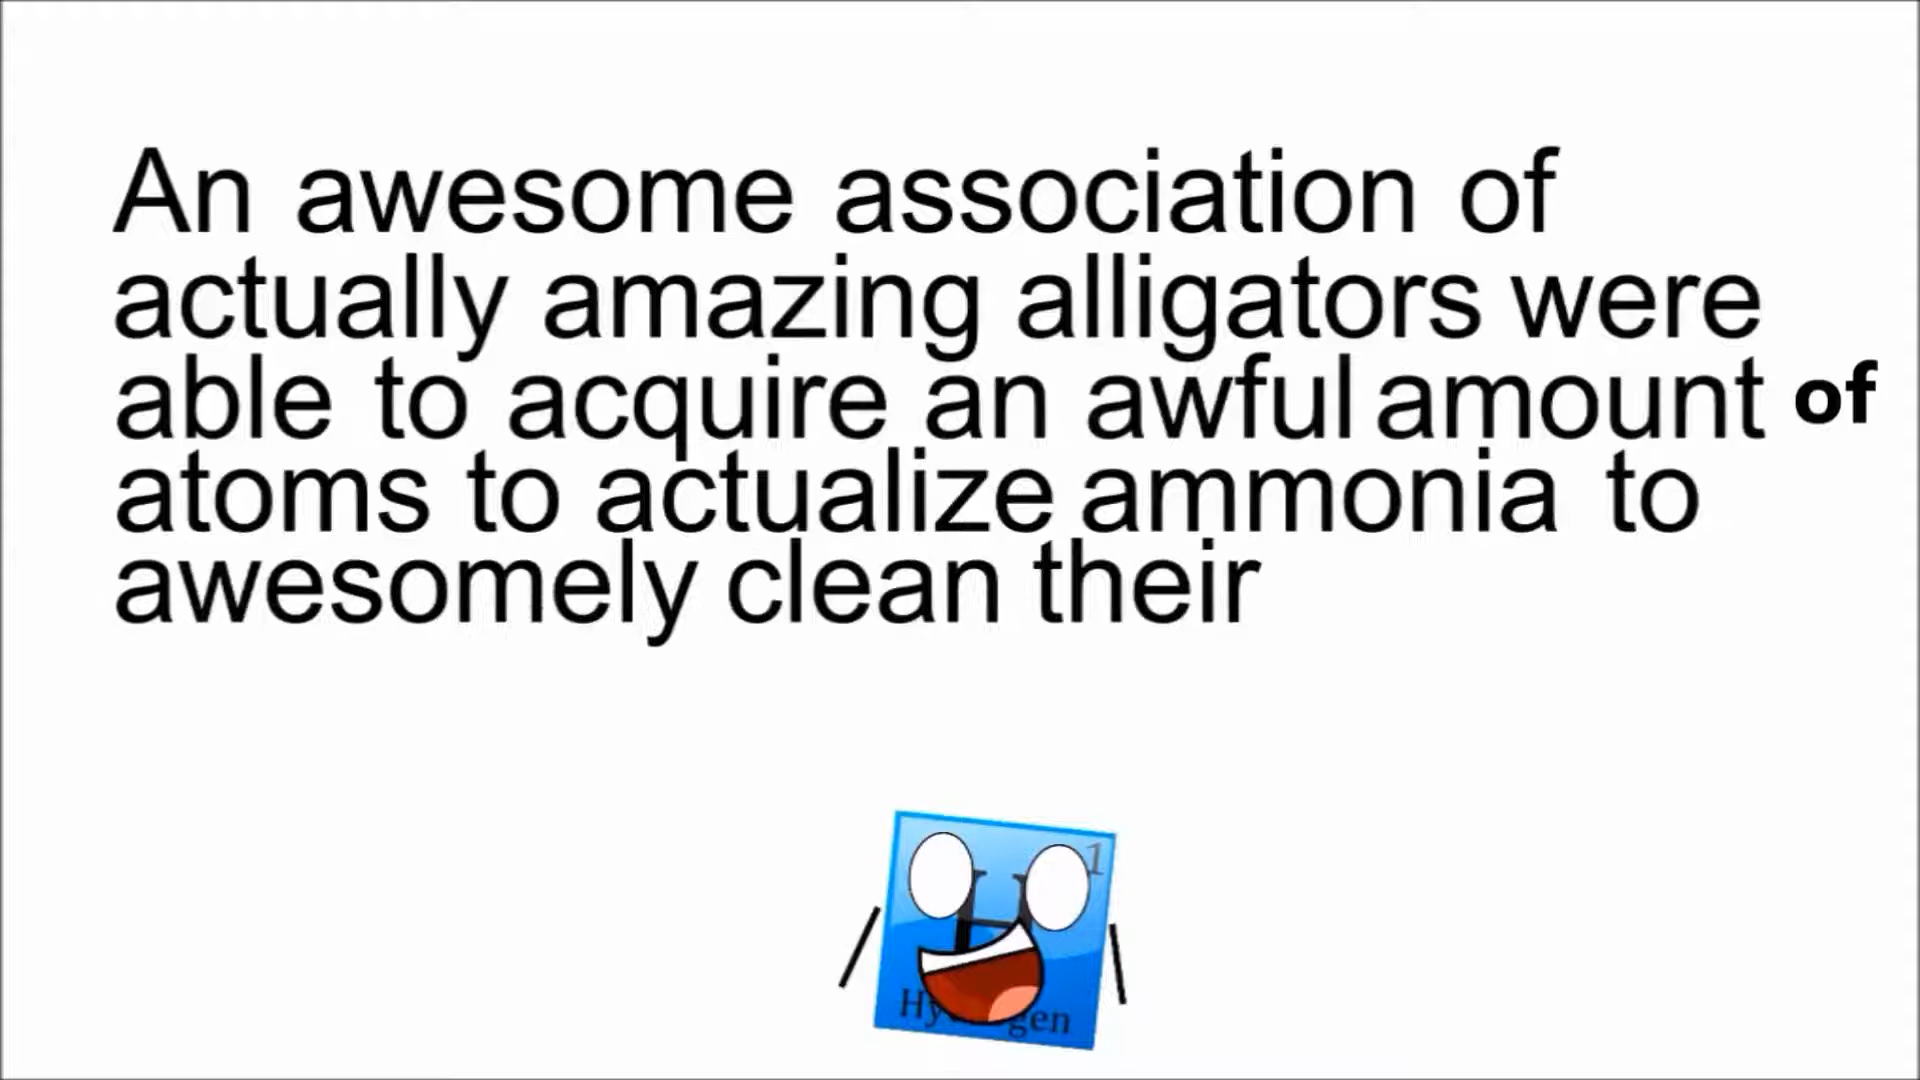 An awesome association of
actually amazing alligators were
able to acquire an awful amount of
atoms to actualize ammonia to
awesomely clean their
1
H